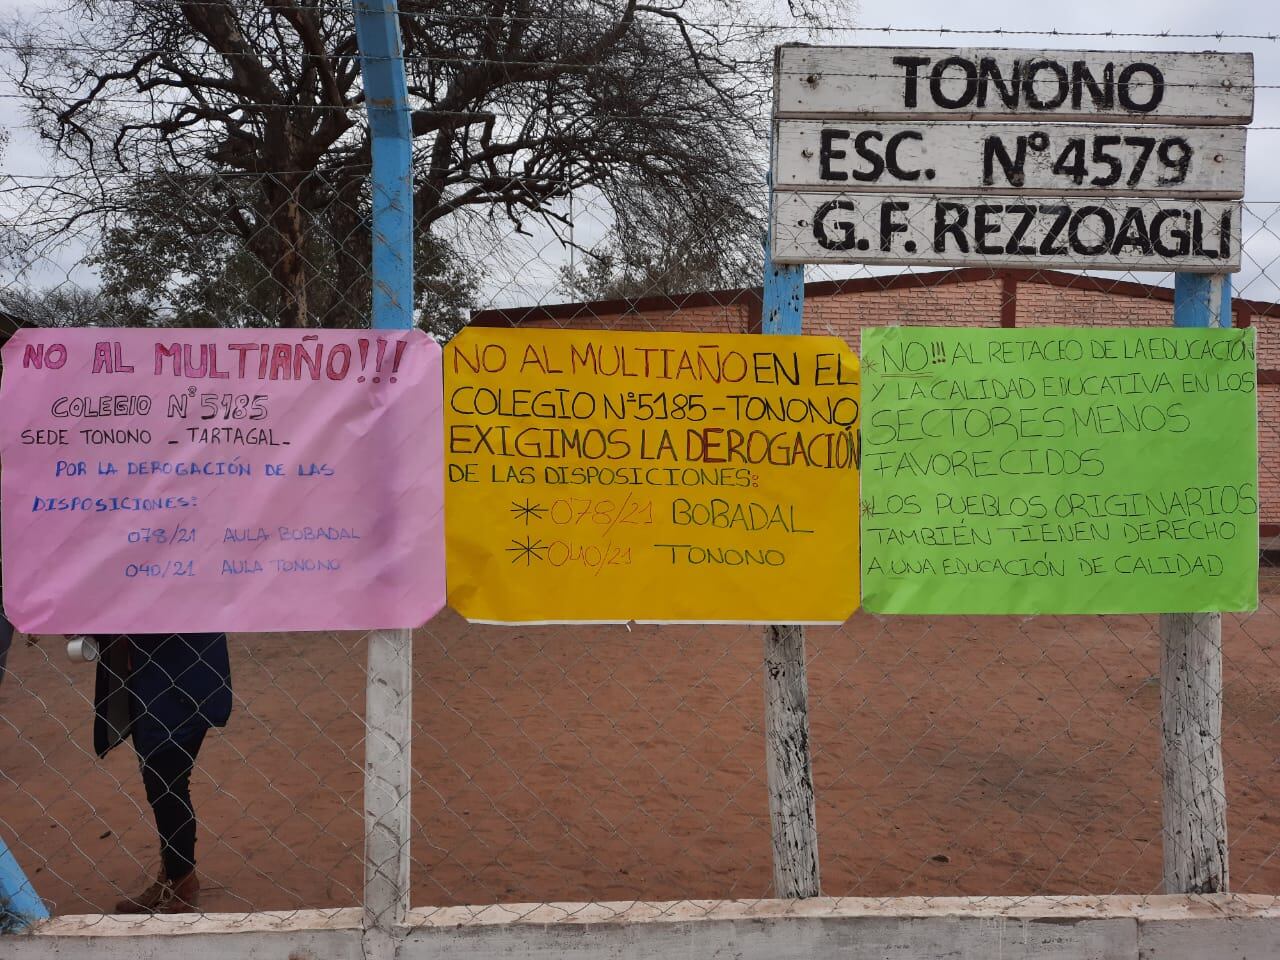 TONONO
ESC. Nº 4579
G. F. REZZOAGLI
NO AL MULTIAÑO!!!
COLEGIO Nº 5185
SEDE TONONO - TARTAGAL-
POR LA DEROGACIÓN DE LAS
DISPOSICIONES:
078/21 AULA BOBADAL
040/21 AULA TONONO
NO AL MULTIAÑO EN EL
COLEGIO Nº 5185 - TONONO
EXIGIMOS LA DEROGACIÓN
DE LAS DISPOSICIONES:
* 078/21 BOBADAL
* 040/21 TONONO
* NO!!! AL RETACEO DE LA EDUCACIÓN
Y LA CALIDAD EDUCATIVA EN LOS
SECTORES MENOS
FAVORECIDOS
* LOS PUEBLOS ORIGINARIOS
TAMBIÉN TIENEN DERECHO
A UNA EDUCACIÓN DE CALIDAD